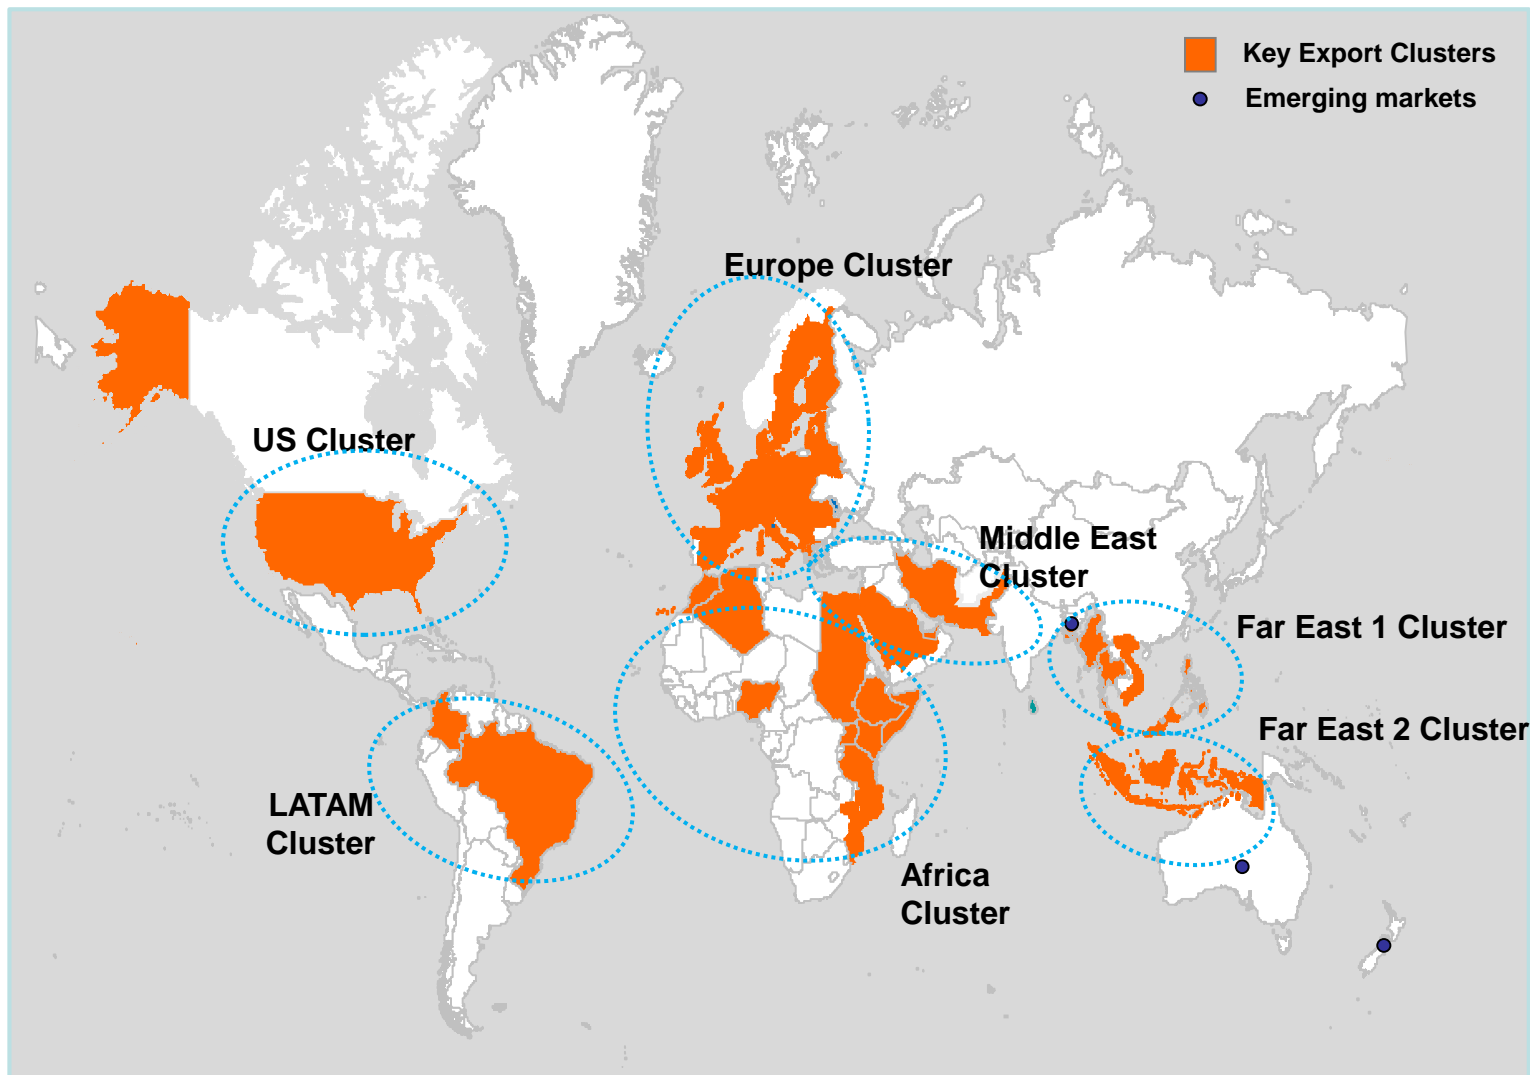 Key Export Clusters
Emerging markets
Europe Cluster
US Cluster
Middle East
Cluster
Far East 1 Cluster
Far East 2 Cluster
LATAM
Cluster
Africa
Cluster